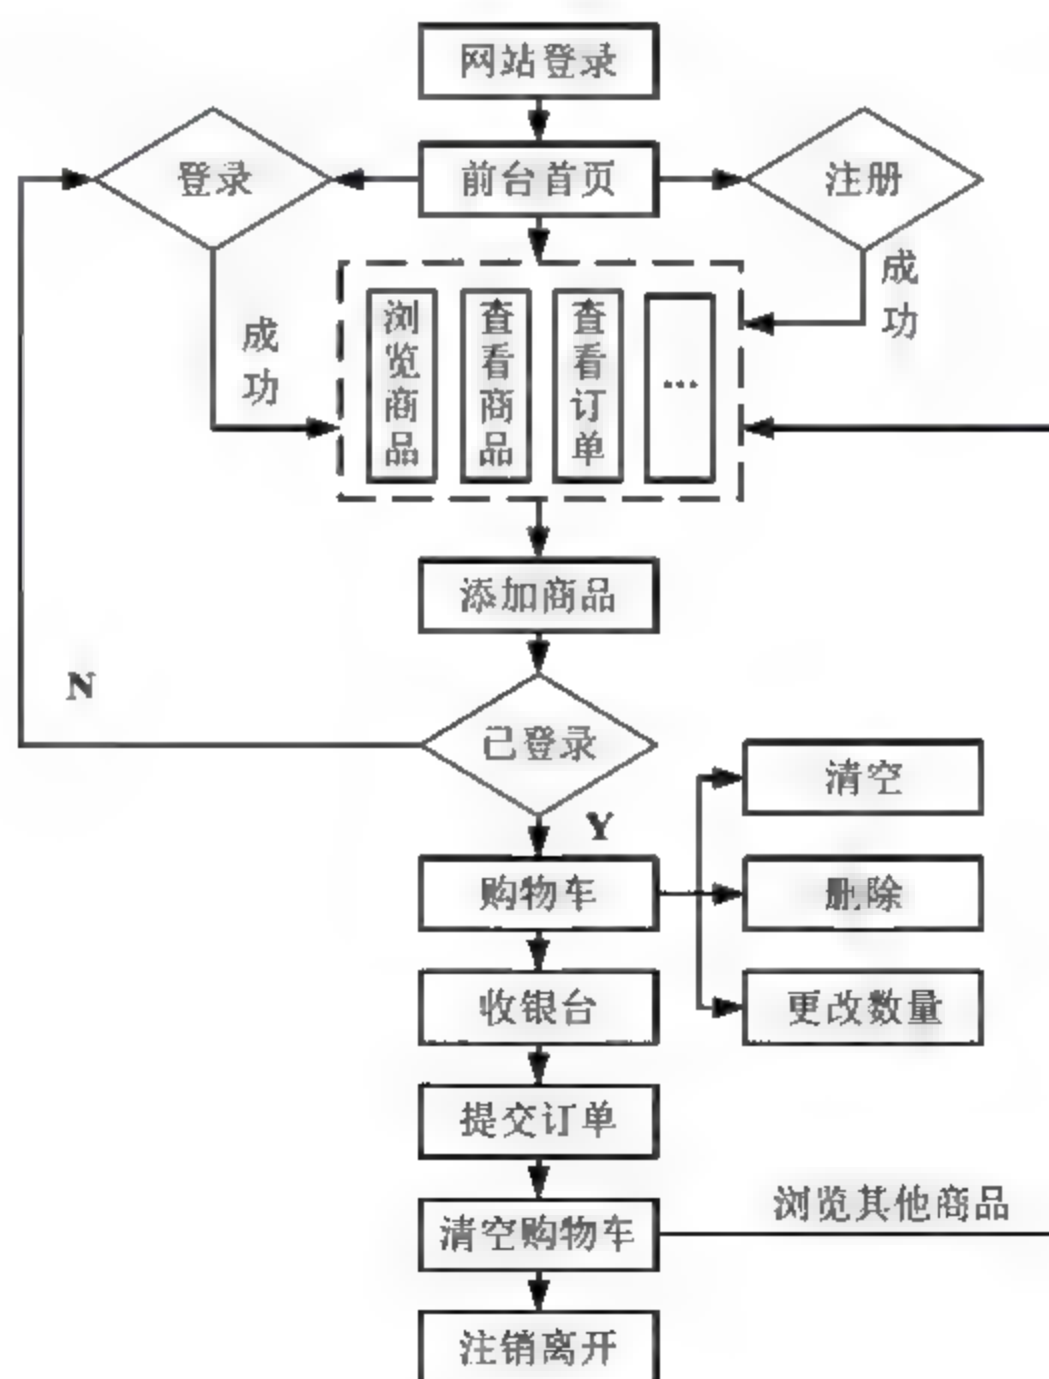 网站登录
登录
前台首页
注册
成功
成功
浏览商品
查看商品
查看订单
...
添加商品
N
已登录
Y
清空
购物车
删除
收银台
更改数量
提交订单
浏览其他商品
清空购物车
注销离开